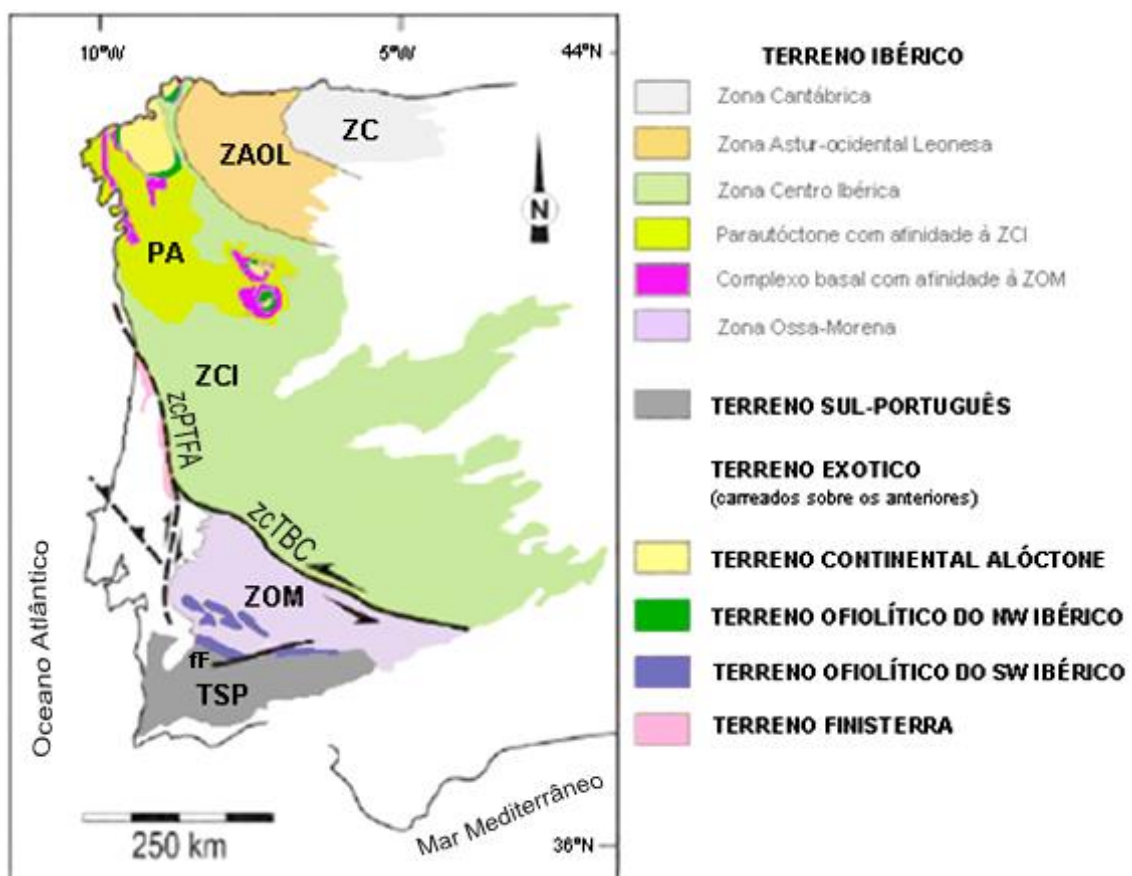 10°W
5°W
44°N
ZC
ZAOL
N
PA
ZCI
zcPTFA
zcTBC
ZOM
fF
TSP
Oceano Atlântico
Mar Mediterrâneo
250 km
36°N
TERRENO IBÉRICO
Zona Cantábrica
Zona Astur-ocidental Leonesa
Zona Centro Ibérica
Parautóctone com afinidade à ZCI
Complexo basal com afinidade à ZOM
Zona Ossa-Morena
TERRENO SUL-PORTUGUÊS
TERRENO EXOTICO
(carreados sobre os anteriores)
TERRENO CONTINENTAL ALÓCTONE
TERRENO OFIOLÍTICO DO NW IBÉRICO
TERRENO OFIOLÍTICO DO SW IBÉRICO
TERRENO FINISTERRA